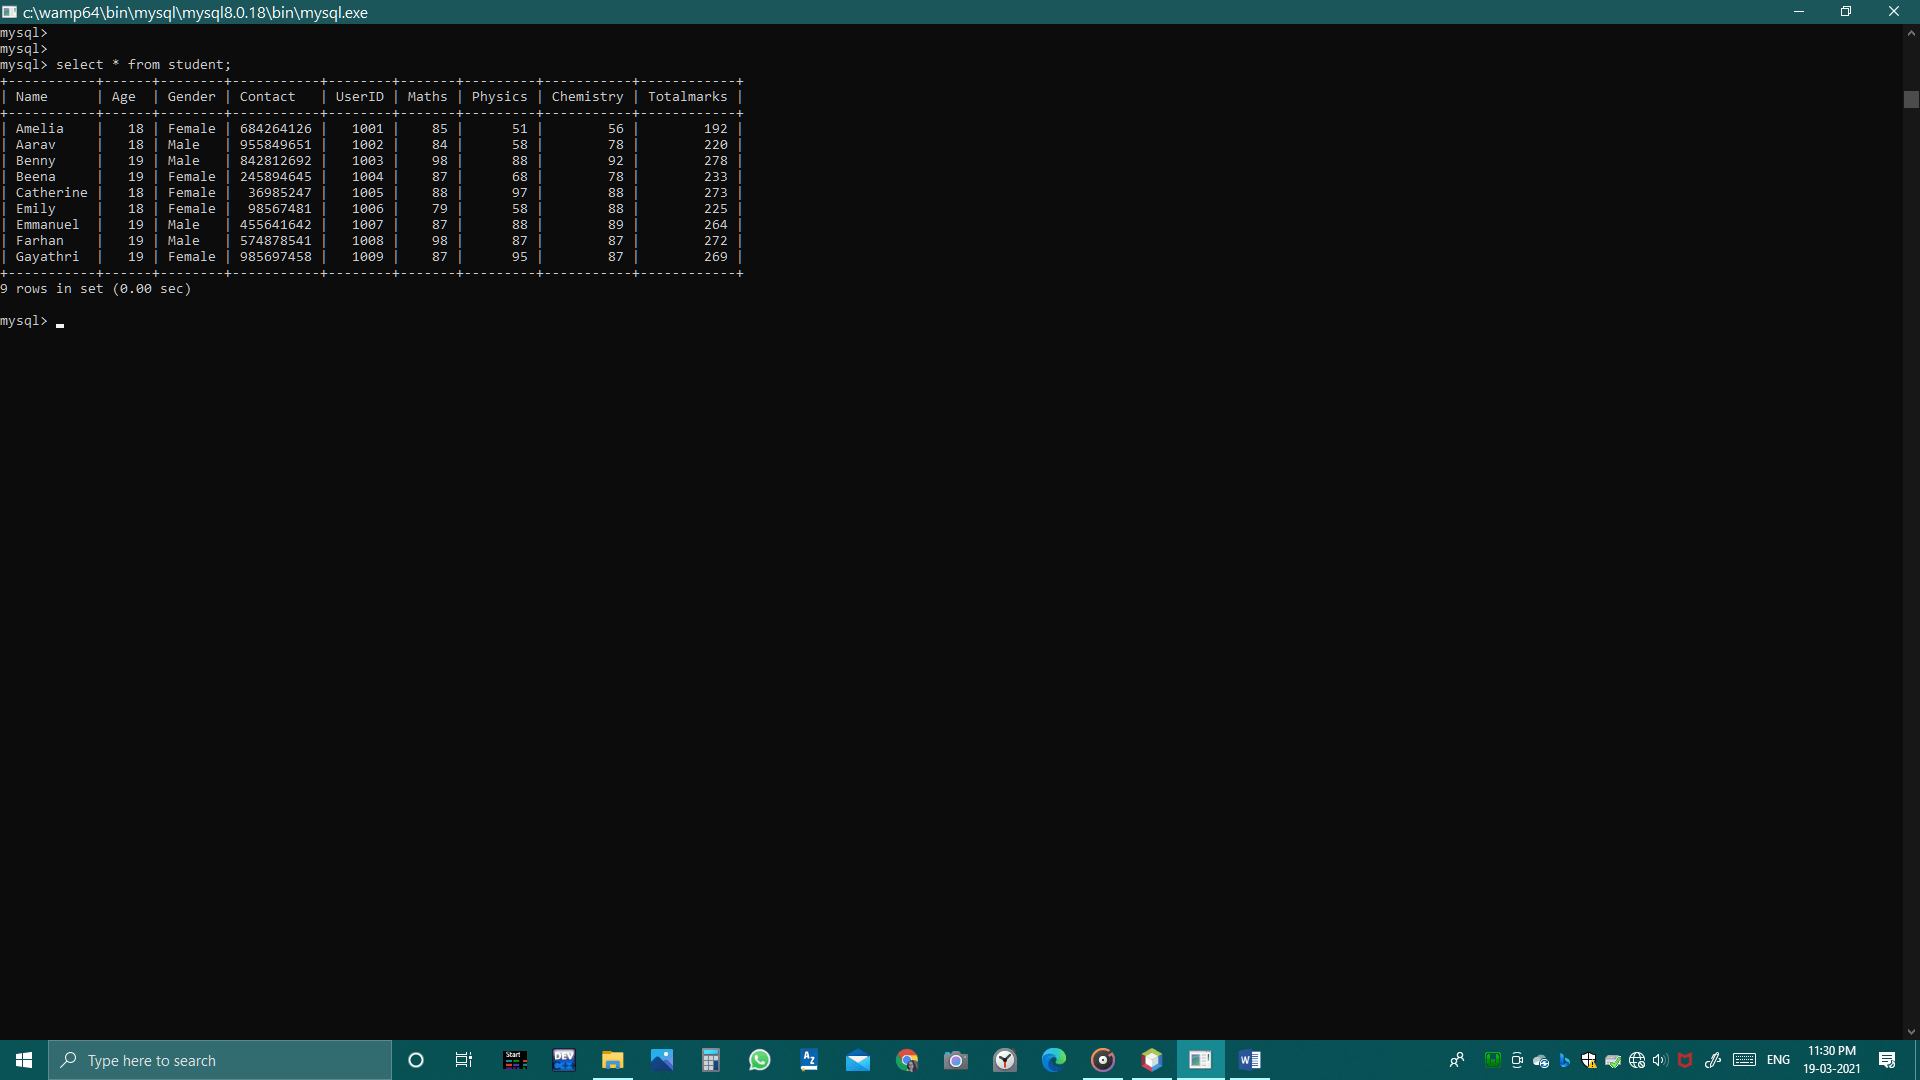 c:\wamp64\bin\mysql\mysql8.0.18\bin\mysql.exe
mysql>
mysql>
mysql> select * from student;
+-----------+------+--------+-----------+--------+-------+---------+-----------+------------+
| Name      | Age  | Gender | Contact   | UserID | Maths | Physics | Chemistry | Totalmarks |
+-----------+------+--------+-----------+--------+-------+---------+-----------+------------+
| Amelia    |   18 | Female | 684264126 |   1001 |    85 |      51 |        56 |        192 |
| Aarav     |   18 | Male   | 955849651 |   1002 |    84 |      58 |        78 |        220 |
| Benny     |   19 | Male   | 842812692 |   1003 |    98 |      88 |        92 |        278 |
| Beena     |   19 | Female | 245894645 |   1004 |    87 |      68 |        78 |        233 |
| Catherine |   18 | Female |  36985247 |   1005 |    88 |      97 |        88 |        273 |
| Emily     |   18 | Female |  98567481 |   1006 |    79 |      58 |        88 |        225 |
| Emmanuel  |   19 | Male   | 455641642 |   1007 |    87 |      88 |        89 |        264 |
| Farhan    |   19 | Male   | 574878541 |   1008 |    98 |      87 |        87 |        272 |
| Gayathri  |   19 | Female | 985697458 |   1009 |    87 |      95 |        87 |        269 |
+-----------+------+--------+-----------+--------+-------+---------+-----------+------------+
9 rows in set (0.00 sec)
mysql>
Type here to search
Start
DEV
A Z
W
ENG
11:30 PM
19-03-2021